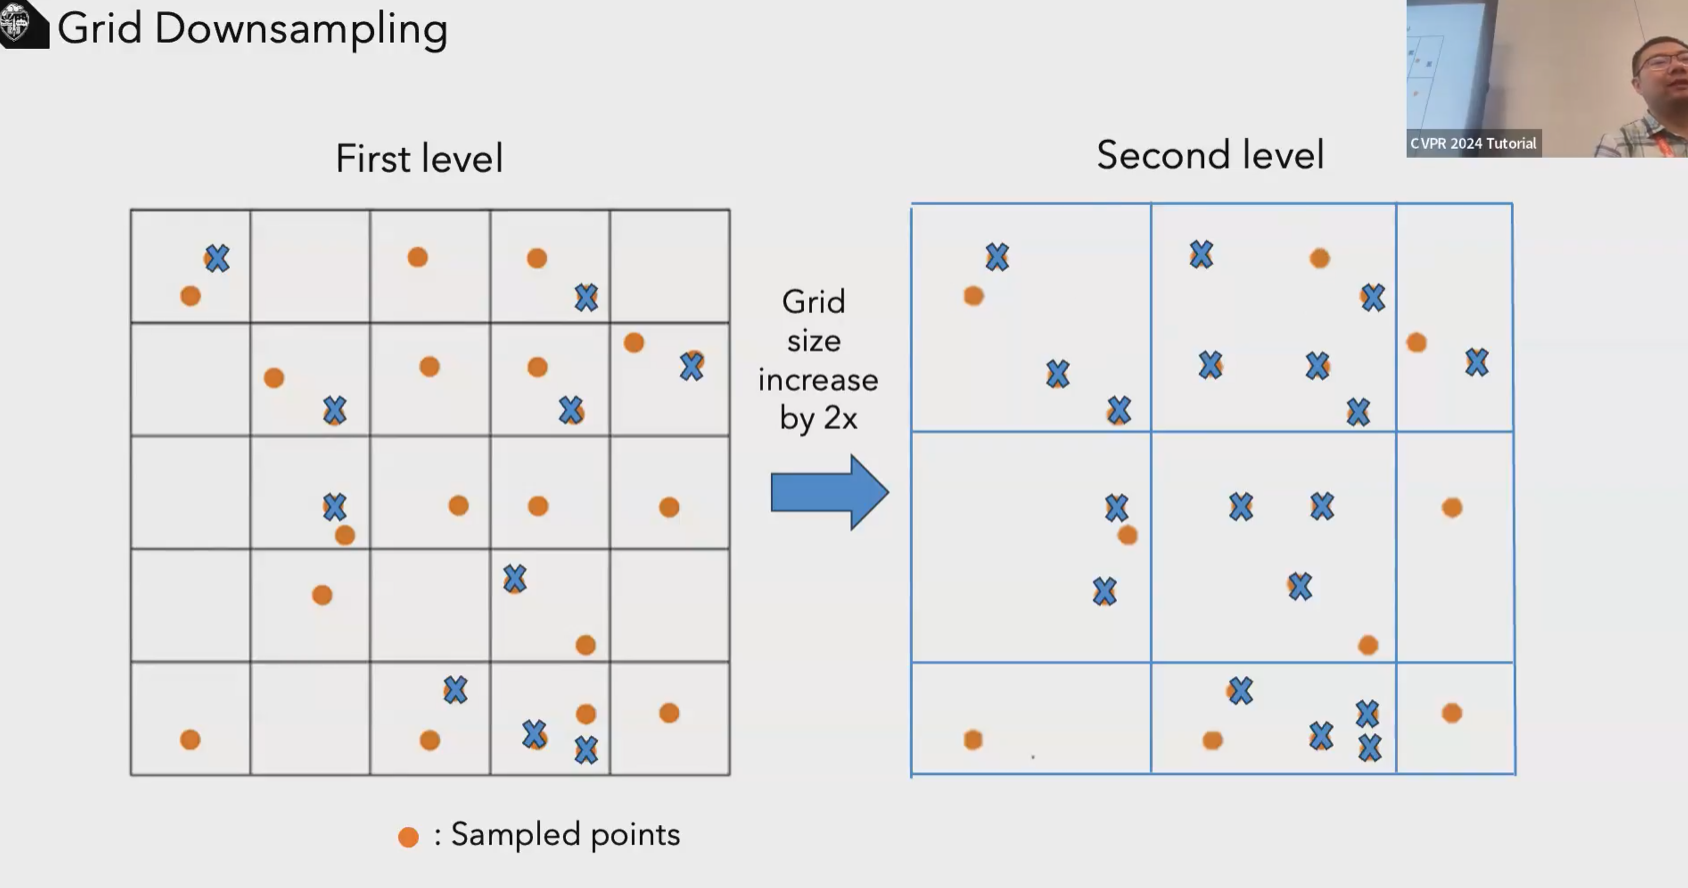 Grid Downsampling
First level
Second level
CVPR 2024 Tutorial
Grid
size
increase
by 2x
: Sampled points